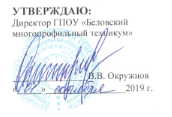 УТВЕРЖДАЮ:
Директор ГПОУ «Беловский
многопрофильный техникум»
В.В. Окружнов
2019 г.